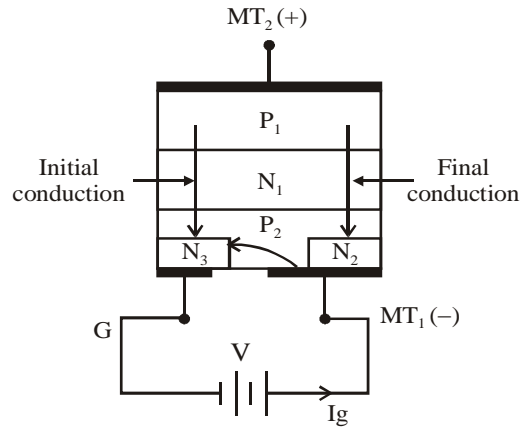 MT₂ (+)
P₁
Initial
conduction
N₁
Final
conduction
P₂
N₃
N₂
G
MT₁ (–)
V
Ig